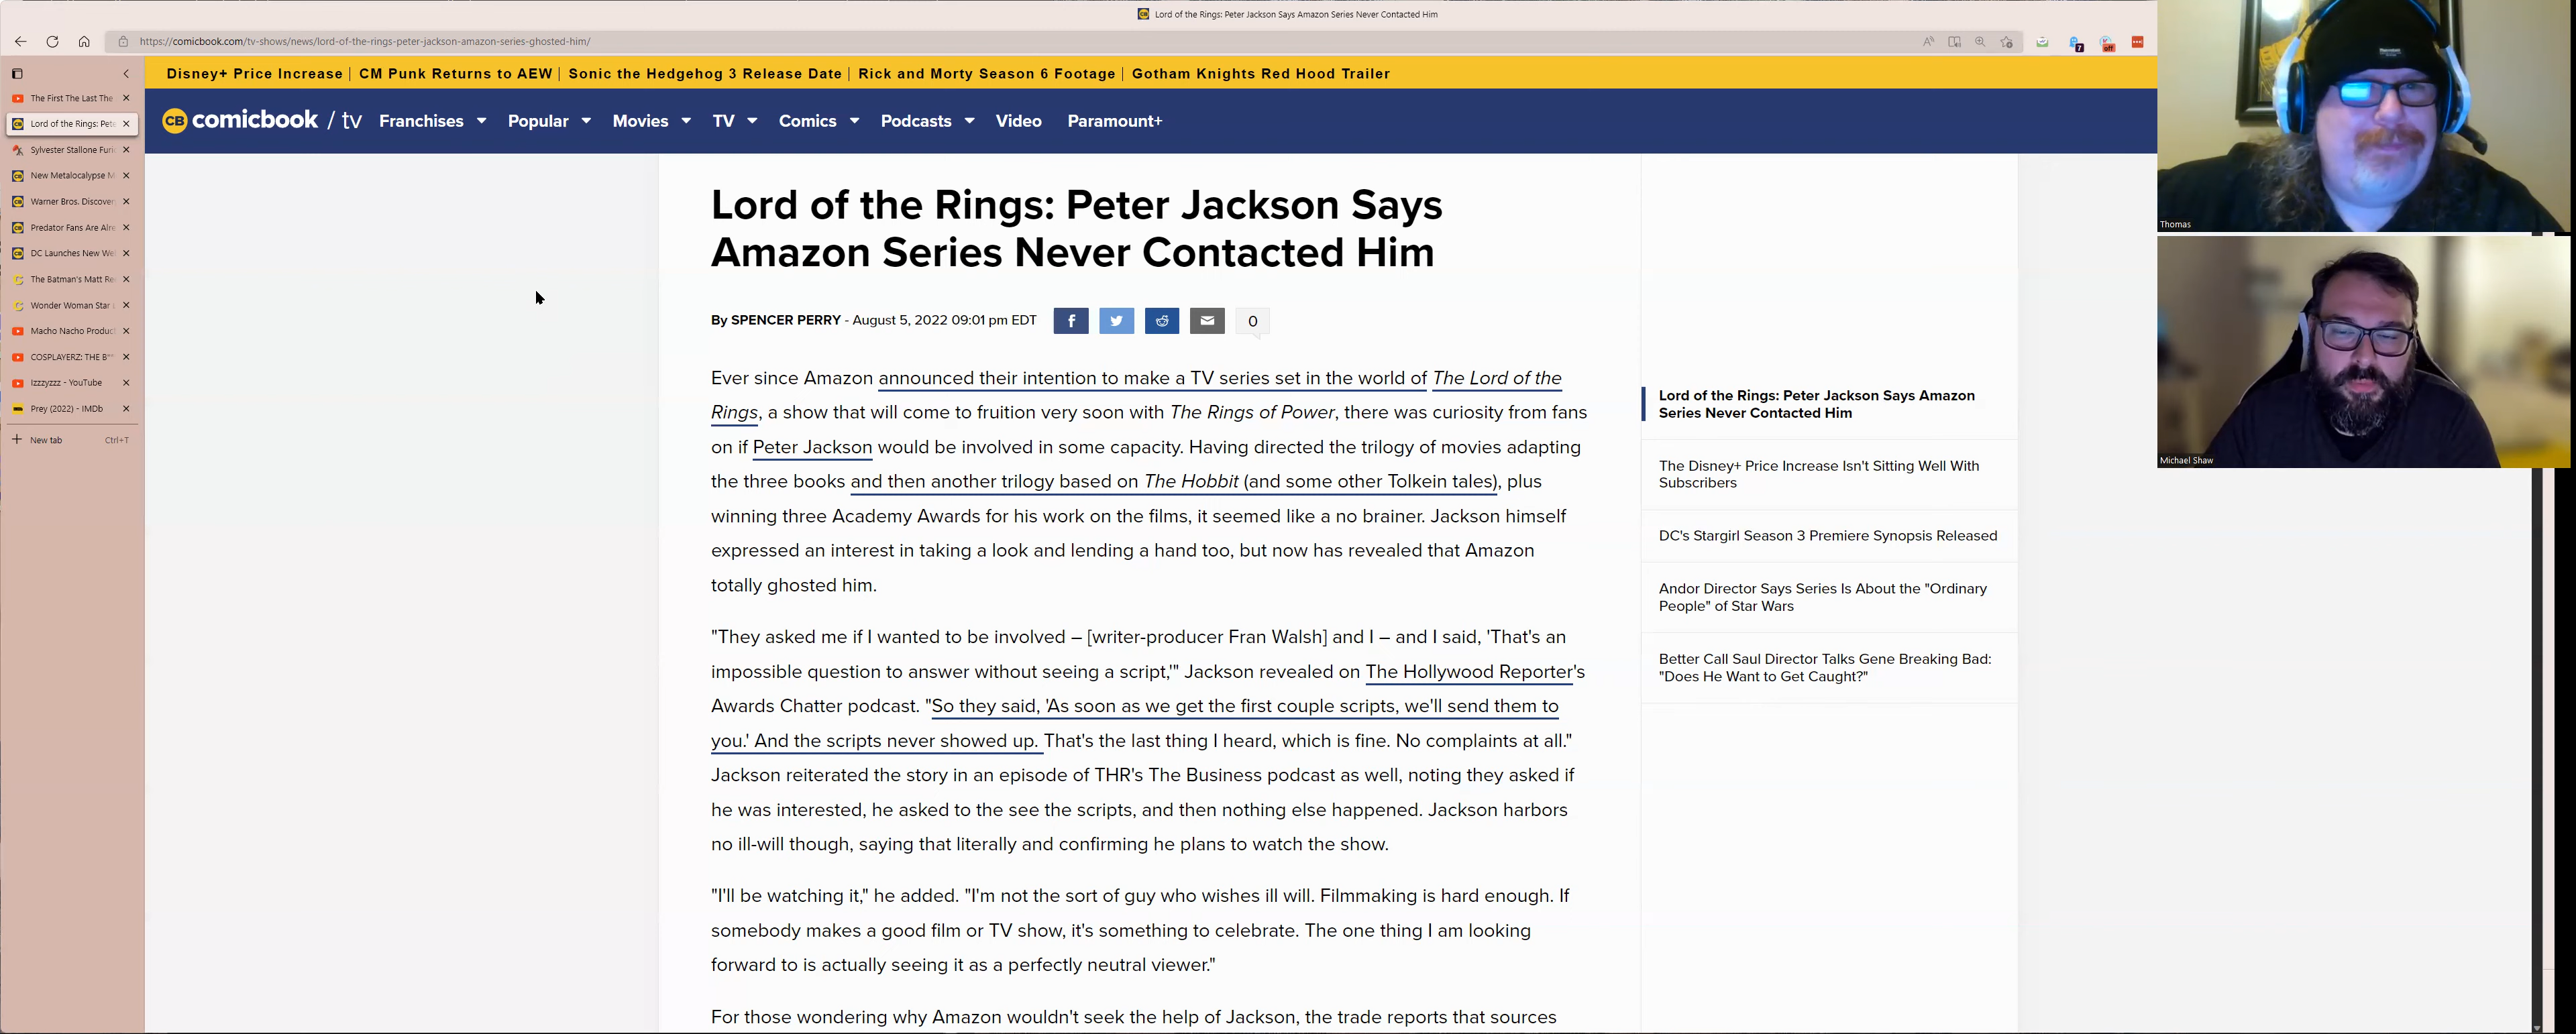 Lord of the Rings: Peter Jackson Says Amazon Series Never Contacted Him
https://comicbook.com/tv-shows/news/lord-of-the-rings-peter-jackson-amazon-series-ghosted-him/
7
off
The First The Last The
Lord of the Rings: Pete
Sylvester Stallone Furi
New Metalocalypse M
Warner Bros. Discover
Predator Fans Are Alre
DC Launches New We
The Batman's Matt Re
Wonder Woman Star
Macho Nacho Product
COSPLAYERZ: THE B**
Izzzyzzz - YouTube
Prey (2022) - IMDb
New tab Ctrl+T
Disney+ Price Increase | CM Punk Returns to AEW | Sonic the Hedgehog 3 Release Date | Rick and Morty Season 6 Footage | Gotham Knights Red Hood Trailer
CB comicbook / tv Franchises Popular Movies TV Comics Podcasts Video Paramount+
Lord of the Rings: Peter Jackson Says
Amazon Series Never Contacted Him
By SPENCER PERRY - August 5, 2022 09:01 pm EDT 0
Ever since Amazon announced their intention to make a TV series set in the world of The Lord of the
Rings, a show that will come to fruition very soon with The Rings of Power, there was curiosity from fans
on if Peter Jackson would be involved in some capacity. Having directed the trilogy of movies adapting
the three books and then another trilogy based on The Hobbit (and some other Tolkein tales), plus
winning three Academy Awards for his work on the films, it seemed like a no brainer. Jackson himself
expressed an interest in taking a look and lending a hand too, but now has revealed that Amazon
totally ghosted him.
"They asked me if I wanted to be involved – [writer-producer Fran Walsh] and I – and I said, 'That's an
impossible question to answer without seeing a script,'" Jackson revealed on The Hollywood Reporter's
Awards Chatter podcast. "So they said, 'As soon as we get the first couple scripts, we'll send them to
you.' And the scripts never showed up. That's the last thing I heard, which is fine. No complaints at all."
Jackson reiterated the story in an episode of THR's The Business podcast as well, noting they asked if
he was interested, he asked to the see the scripts, and then nothing else happened. Jackson harbors
no ill-will though, saying that literally and confirming he plans to watch the show.
"I'll be watching it," he added. "I'm not the sort of guy who wishes ill will. Filmmaking is hard enough. If
somebody makes a good film or TV show, it's something to celebrate. The one thing I am looking
forward to is actually seeing it as a perfectly neutral viewer."
For those wondering why Amazon wouldn't seek the help of Jackson, the trade reports that sources
Lord of the Rings: Peter Jackson Says Amazon
Series Never Contacted Him
The Disney+ Price Increase Isn't Sitting Well With
Subscribers
DC's Stargirl Season 3 Premiere Synopsis Released
Andor Director Says Series Is About the "Ordinary
People" of Star Wars
Better Call Saul Director Talks Gene Breaking Bad:
"Does He Want to Get Caught?"
Thomas
Michael Shaw